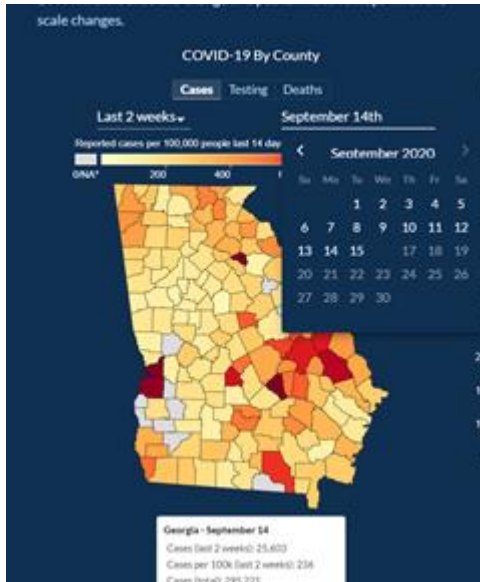 scale changes.
COVID-19 By County
Cases Testing Deaths
Last 2 weeks
September 14th
Reported cases per 100,000 people last 14 day
0/NA*
200
400
September 2020
Su Mo Tu We Th Fr Sa
1 2 3 4 5
6 7 8 9 10 11 12
13 14 15 17 18 19
20 21 22 23 24 25 26
27 28 29 30
Georgia - September 14
Cases (last 2 weeks): 25,603
Cases per 100k (last 2 weeks): 236